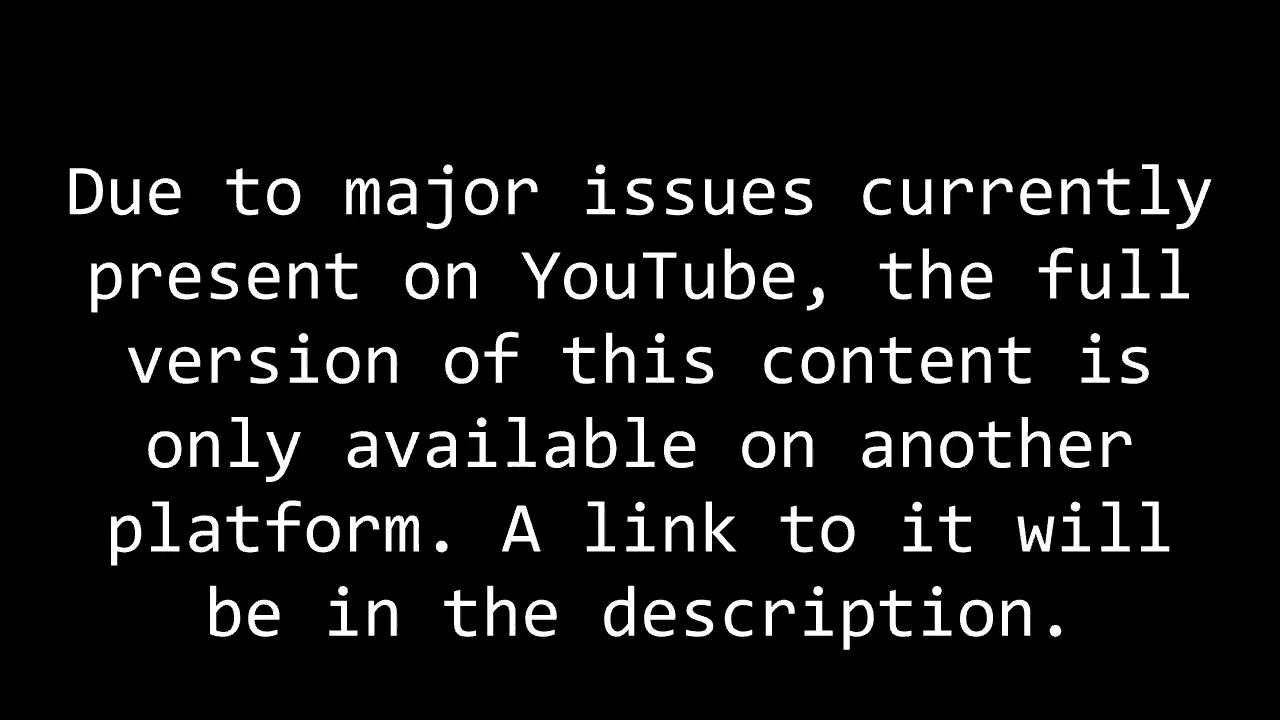 Due to major issues currently
present on YouTube, the full
version of this content is
only available on another
platform. A link to it will
be in the description.